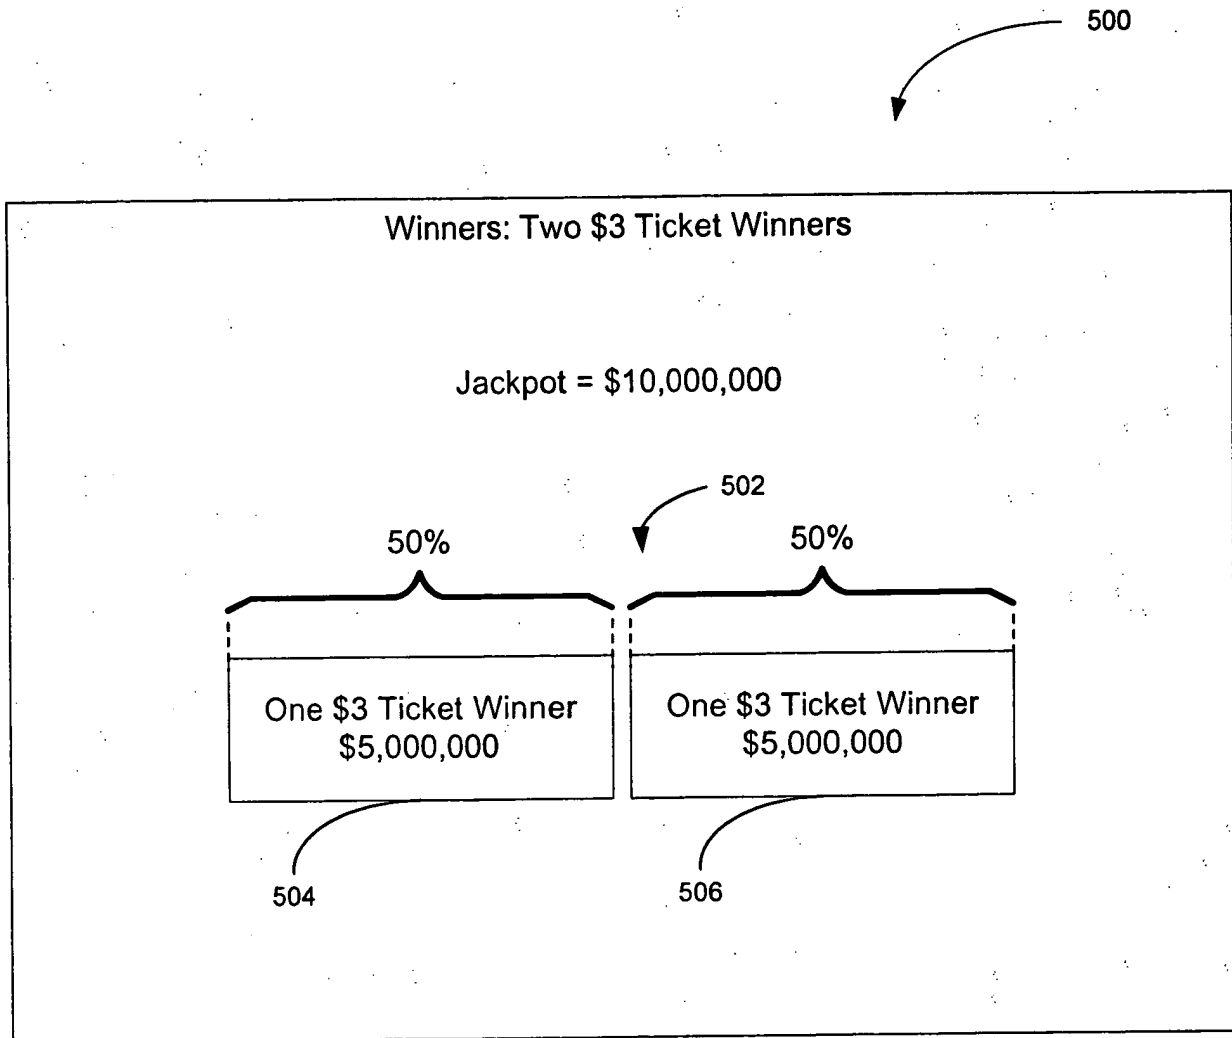 500
Winners: Two $3 Ticket Winners
Jackpot = $10,000,000
502
50%
50%
One $3 Ticket Winner
$5,000,000
One $3 Ticket Winner
$5,000,000
504
506